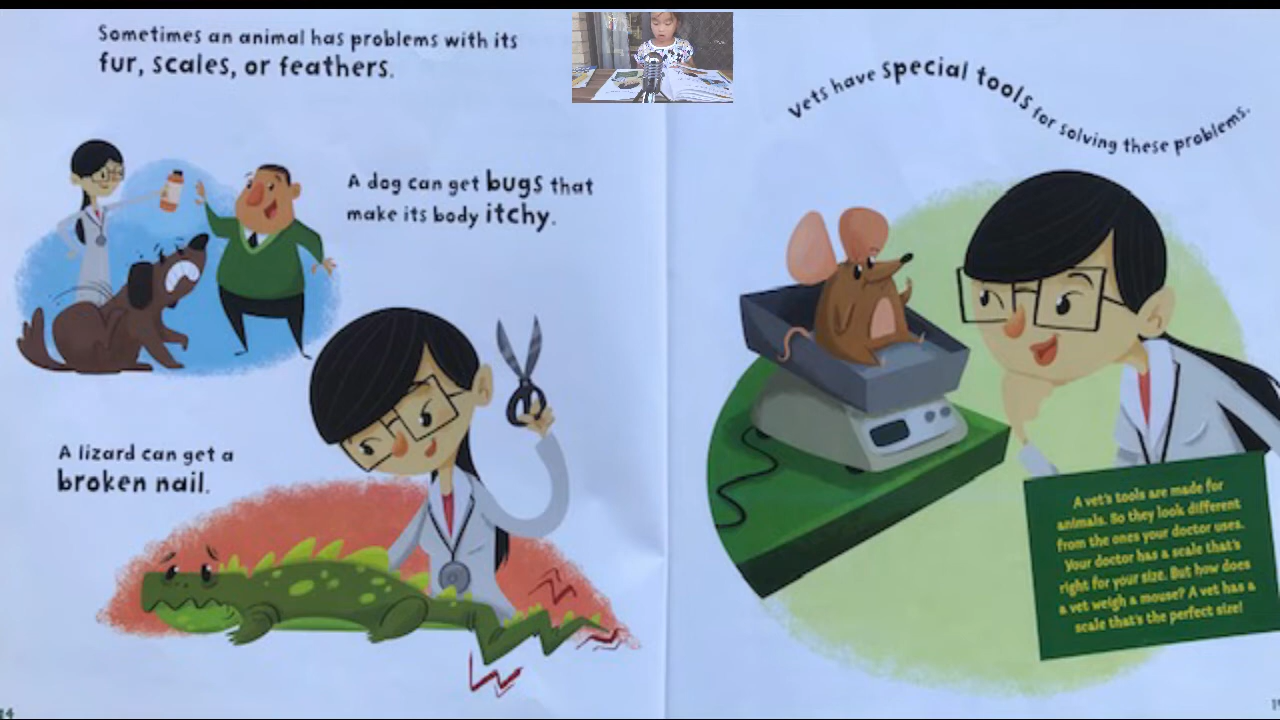 Sometimes an animal has problems with its
fur, scales, or feathers.
A dog can get bugs that
make its body itchy.
A lizard can get a
broken nail.
14
Vets have special tools for solving these problems.
A vet's tools are made for
animals. So they look different
from the ones your doctor uses.
Your doctor has a scale that's
right for your size. But how does
a vet weigh a mouse? A vet has a
scale that's the perfect size!